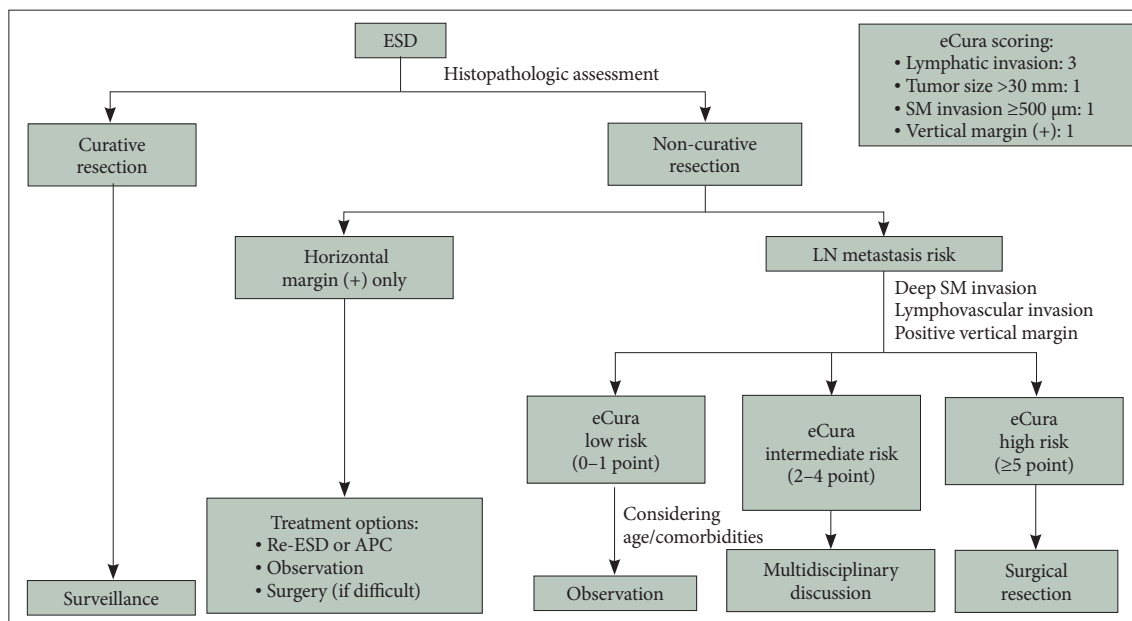 ESD
Histopathologic assessment
eCura scoring:
• Lymphatic invasion: 3
• Tumor size >30 mm: 1
• SM invasion ≥500 μm: 1
• Vertical margin (+): 1
Curative
resection
Non-curative
resection
Horizontal
margin (+) only
LN metastasis risk
Deep SM invasion
Lymphovascular invasion
Positive vertical margin
eCura
low risk
(0–1 point)
eCura
intermediate risk
(2–4 point)
eCura
high risk
(≥5 point)
Considering
age/comorbidities
Surveillance
Treatment options:
• Re-ESD or APC
• Observation
• Surgery (if difficult)
Observation
Multidisciplinary
discussion
Surgical
resection